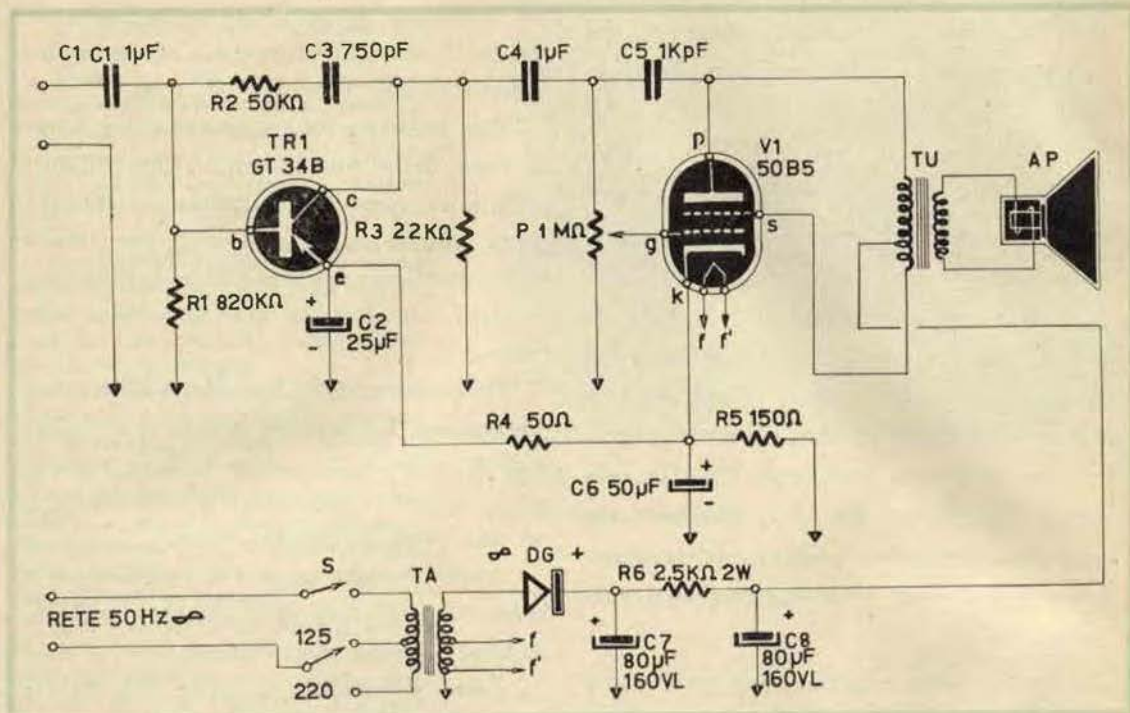 C1 C1 1µF
C3 750pF
C4 1µF
C5 1KpF
R2 50KΩ
TR1
GT 34B
c
b
e
R3 22KΩ
P 1MΩ
p
V1
50B5
g
s
k
f f'
TU
AP
R1 820KΩ
+
C2
25µF
-
R4 50Ω
R5 150Ω
+
C6 50µF
-
S
TA
DG +
R6 2.5KΩ 2W
RETE 50Hz
125
220
f
f'
+
C7
80µF
160VL
+
C8
80µF
160VL